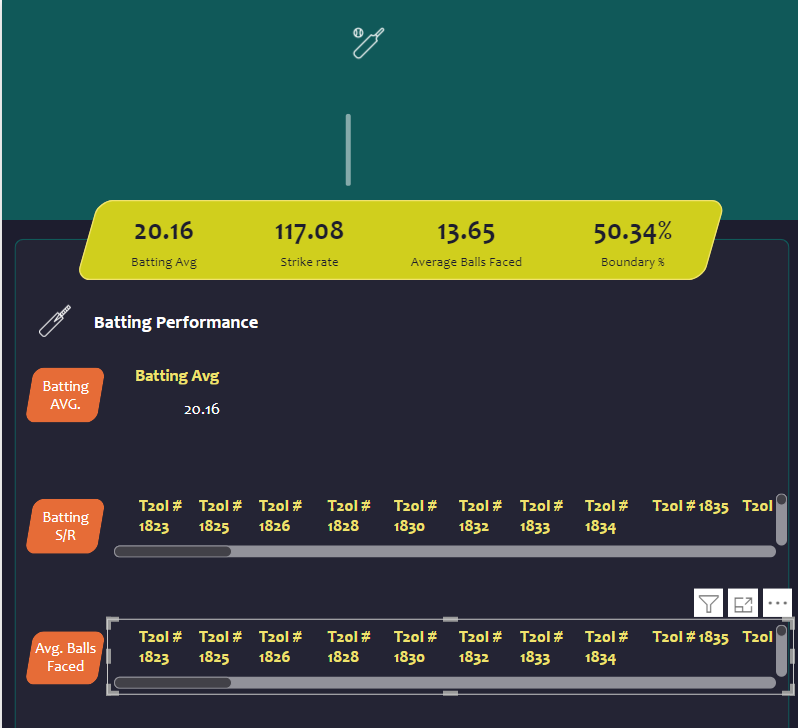 20.16 117.08 13.65 50.34%
Batting Avg Strike rate Average Balls Faced Boundary %
Batting Performance
Batting AVG.
Batting Avg
20.16
Batting S/R
T20I # T20I # T20I # T20I # T20I # T20I # T20I # T20I # T20I # 1835 T20I
1823 1825 1826 1828 1830 1832 1833 1834
Avg. Balls Faced
T20I # T20I # T20I # T20I # T20I # T20I # T20I # T20I # T20I # 1835 T20I
1823 1825 1826 1828 1830 1832 1833 1834